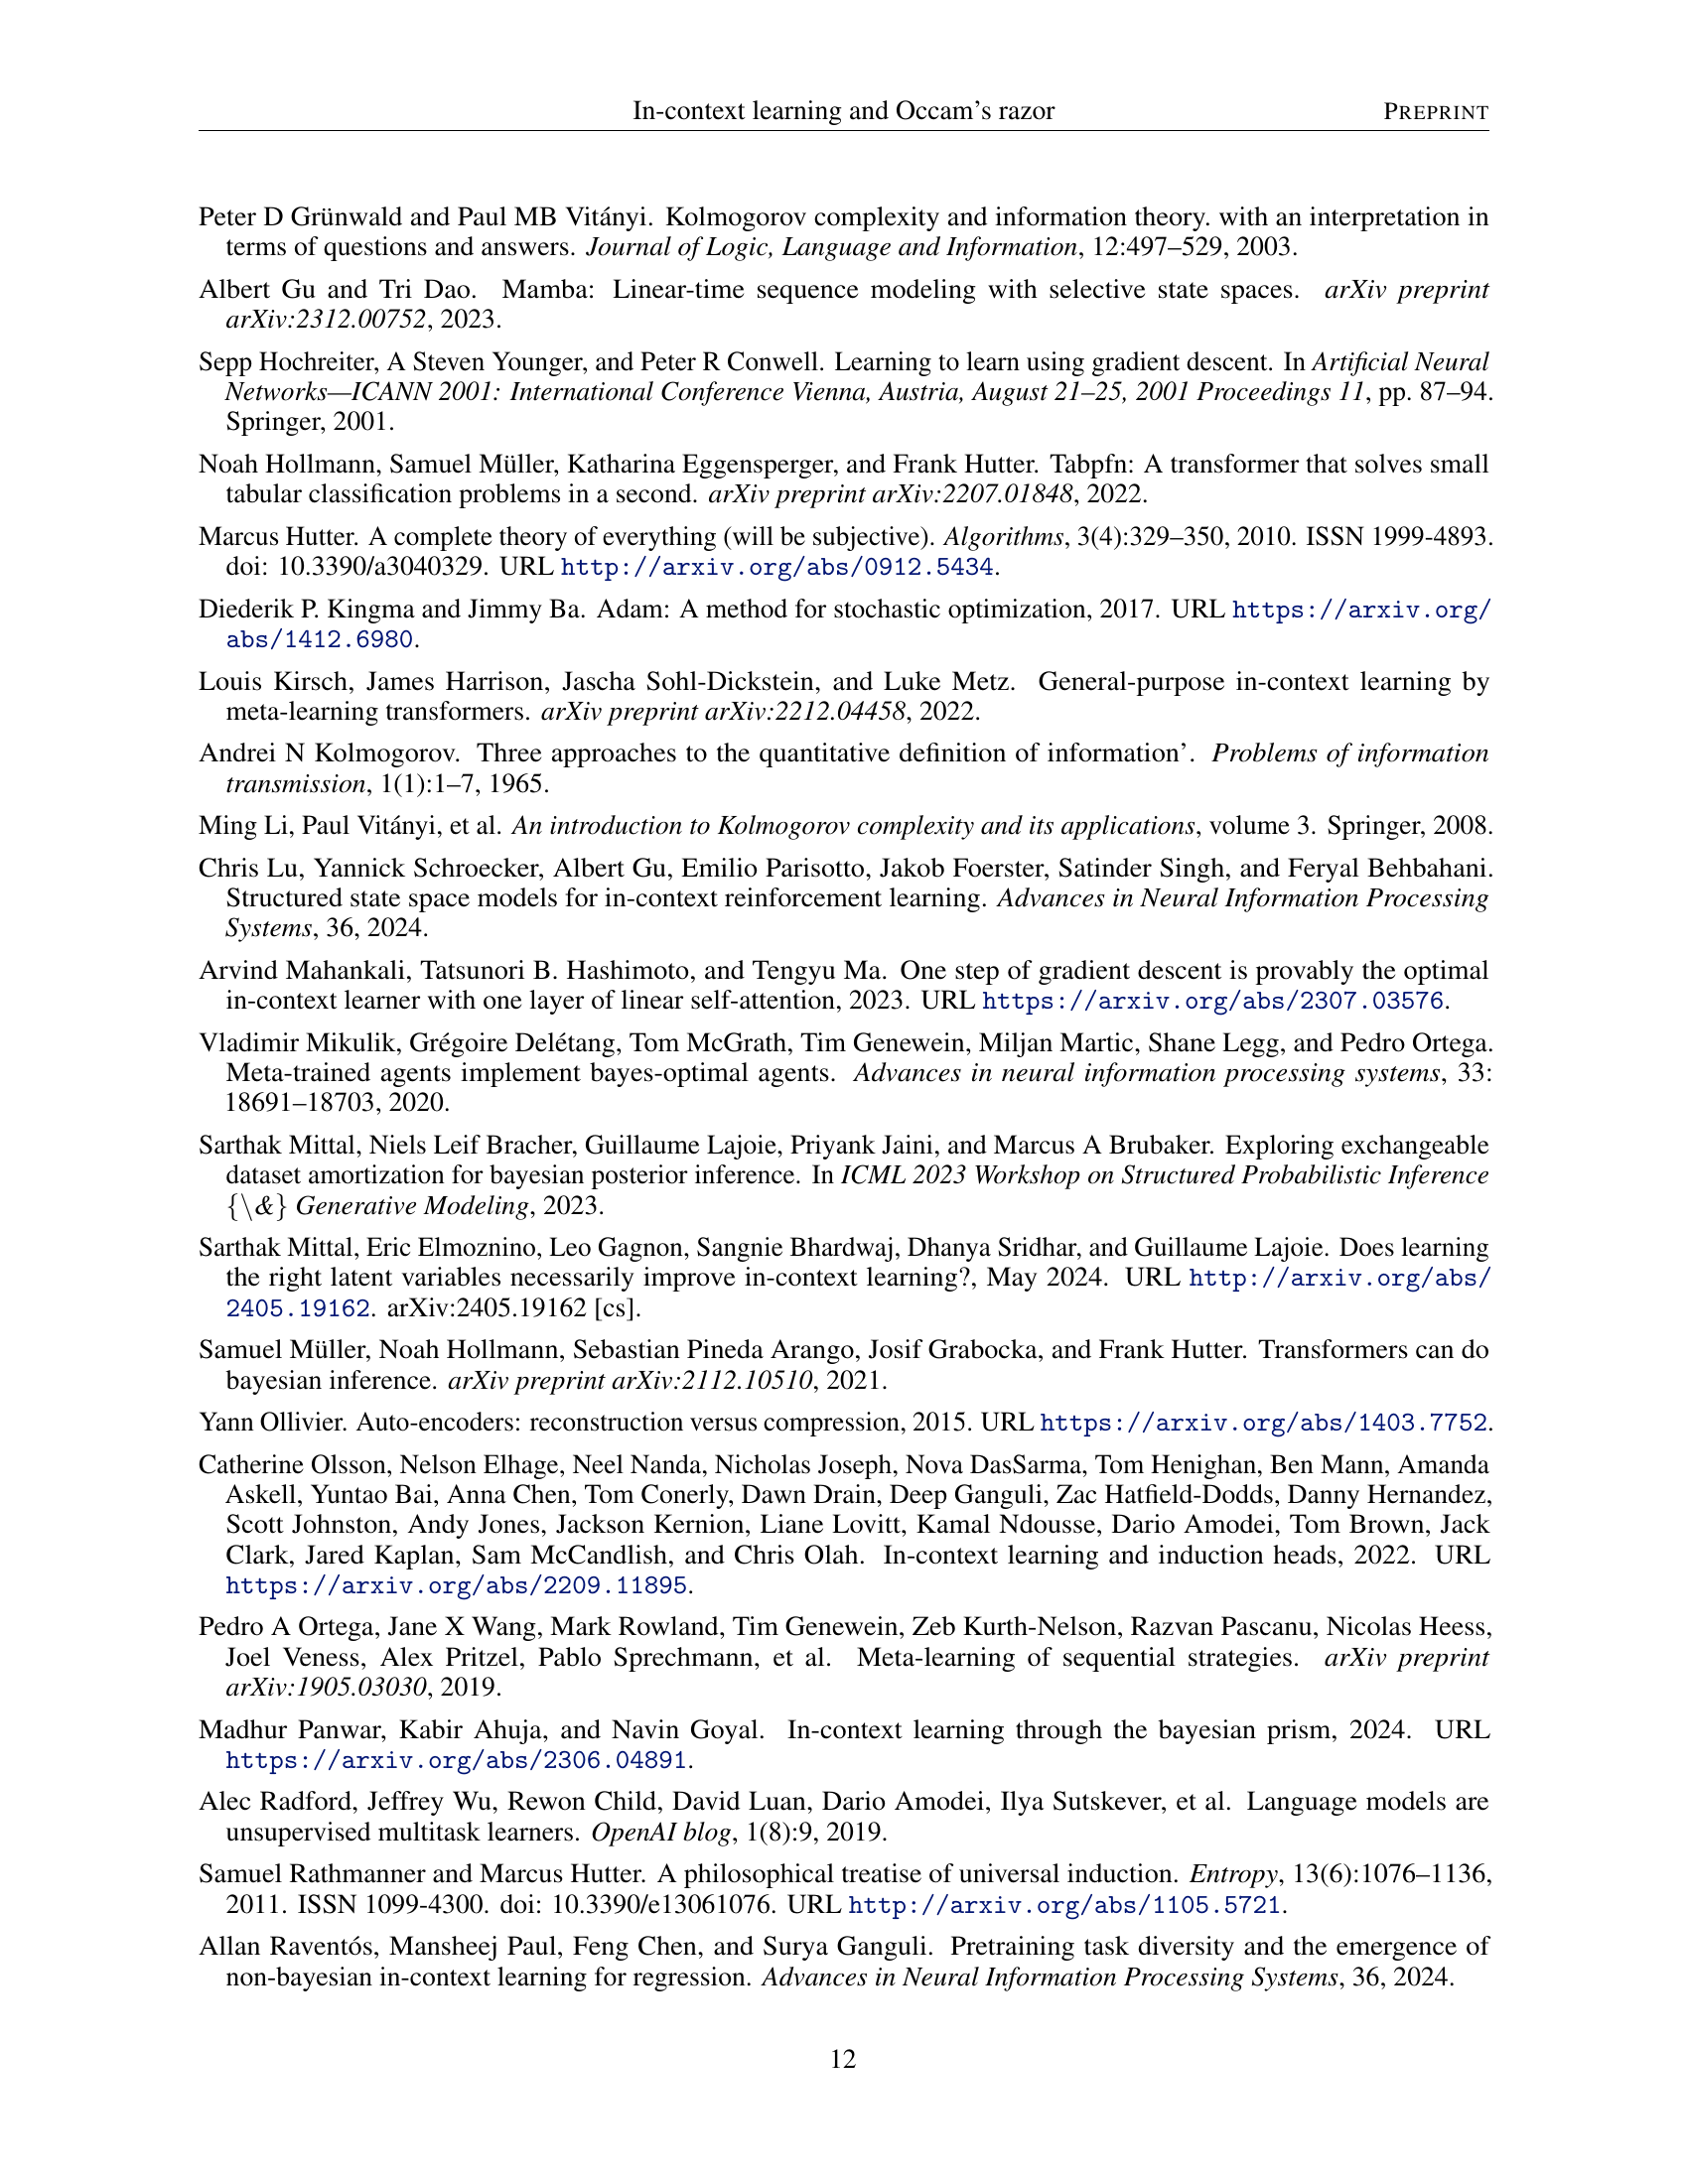 In-context learning and Occam's razor PREPRINT
Peter D Grünwald and Paul MB Vitányi. Kolmogorov complexity and information theory. with an interpretation in
terms of questions and answers. Journal of Logic, Language and Information, 12:497–529, 2003.
Albert Gu and Tri Dao. Mamba: Linear-time sequence modeling with selective state spaces. arXiv preprint
arXiv:2312.00752, 2023.
Sepp Hochreiter, A Steven Younger, and Peter R Conwell. Learning to learn using gradient descent. In Artificial Neural
Networks—ICANN 2001: International Conference Vienna, Austria, August 21–25, 2001 Proceedings 11, pp. 87–94.
Springer, 2001.
Noah Hollmann, Samuel Müller, Katharina Eggensperger, and Frank Hutter. Tabpfn: A transformer that solves small
tabular classification problems in a second. arXiv preprint arXiv:2207.01848, 2022.
Marcus Hutter. A complete theory of everything (will be subjective). Algorithms, 3(4):329–350, 2010. ISSN 1999-4893.
doi: 10.3390/a3040329. URL http://arxiv.org/abs/0912.5434.
Diederik P. Kingma and Jimmy Ba. Adam: A method for stochastic optimization, 2017. URL https://arxiv.org/
abs/1412.6980.
Louis Kirsch, James Harrison, Jascha Sohl-Dickstein, and Luke Metz. General-purpose in-context learning by
meta-learning transformers. arXiv preprint arXiv:2212.04458, 2022.
Andrei N Kolmogorov. Three approaches to the quantitative definition of information'. Problems of information
transmission, 1(1):1–7, 1965.
Ming Li, Paul Vitányi, et al. An introduction to Kolmogorov complexity and its applications, volume 3. Springer, 2008.
Chris Lu, Yannick Schroecker, Albert Gu, Emilio Parisotto, Jakob Foerster, Satinder Singh, and Feryal Behbahani.
Structured state space models for in-context reinforcement learning. Advances in Neural Information Processing
Systems, 36, 2024.
Arvind Mahankali, Tatsunori B. Hashimoto, and Tengyu Ma. One step of gradient descent is provably the optimal
in-context learner with one layer of linear self-attention, 2023. URL https://arxiv.org/abs/2307.03576.
Vladimir Mikulik, Grégoire Delétang, Tom McGrath, Tim Genewein, Miljan Martic, Shane Legg, and Pedro Ortega.
Meta-trained agents implement bayes-optimal agents. Advances in neural information processing systems, 33:
18691–18703, 2020.
Sarthak Mittal, Niels Leif Bracher, Guillaume Lajoie, Priyank Jaini, and Marcus A Brubaker. Exploring exchangeable
dataset amortization for bayesian posterior inference. In ICML 2023 Workshop on Structured Probabilistic Inference
{\&} Generative Modeling, 2023.
Sarthak Mittal, Eric Elmoznino, Leo Gagnon, Sangnie Bhardwaj, Dhanya Sridhar, and Guillaume Lajoie. Does learning
the right latent variables necessarily improve in-context learning?, May 2024. URL http://arxiv.org/abs/
2405.19162. arXiv:2405.19162 [cs].
Samuel Müller, Noah Hollmann, Sebastian Pineda Arango, Josif Grabocka, and Frank Hutter. Transformers can do
bayesian inference. arXiv preprint arXiv:2112.10510, 2021.
Yann Ollivier. Auto-encoders: reconstruction versus compression, 2015. URL https://arxiv.org/abs/1403.7752.
Catherine Olsson, Nelson Elhage, Neel Nanda, Nicholas Joseph, Nova DasSarma, Tom Henighan, Ben Mann, Amanda
Askell, Yuntao Bai, Anna Chen, Tom Conerly, Dawn Drain, Deep Ganguli, Zac Hatfield-Dodds, Danny Hernandez,
Scott Johnston, Andy Jones, Jackson Kernion, Liane Lovitt, Kamal Ndousse, Dario Amodei, Tom Brown, Jack
Clark, Jared Kaplan, Sam McCandlish, and Chris Olah. In-context learning and induction heads, 2022. URL
https://arxiv.org/abs/2209.11895.
Pedro A Ortega, Jane X Wang, Mark Rowland, Tim Genewein, Zeb Kurth-Nelson, Razvan Pascanu, Nicolas Heess,
Joel Veness, Alex Pritzel, Pablo Sprechmann, et al. Meta-learning of sequential strategies. arXiv preprint
arXiv:1905.03030, 2019.
Madhur Panwar, Kabir Ahuja, and Navin Goyal. In-context learning through the bayesian prism, 2024. URL
https://arxiv.org/abs/2306.04891.
Alec Radford, Jeffrey Wu, Rewon Child, David Luan, Dario Amodei, Ilya Sutskever, et al. Language models are
unsupervised multitask learners. OpenAI blog, 1(8):9, 2019.
Samuel Rathmanner and Marcus Hutter. A philosophical treatise of universal induction. Entropy, 13(6):1076–1136,
2011. ISSN 1099-4300. doi: 10.3390/e13061076. URL http://arxiv.org/abs/1105.5721.
Allan Raventós, Mansheej Paul, Feng Chen, and Surya Ganguli. Pretraining task diversity and the emergence of
non-bayesian in-context learning for regression. Advances in Neural Information Processing Systems, 36, 2024.
12